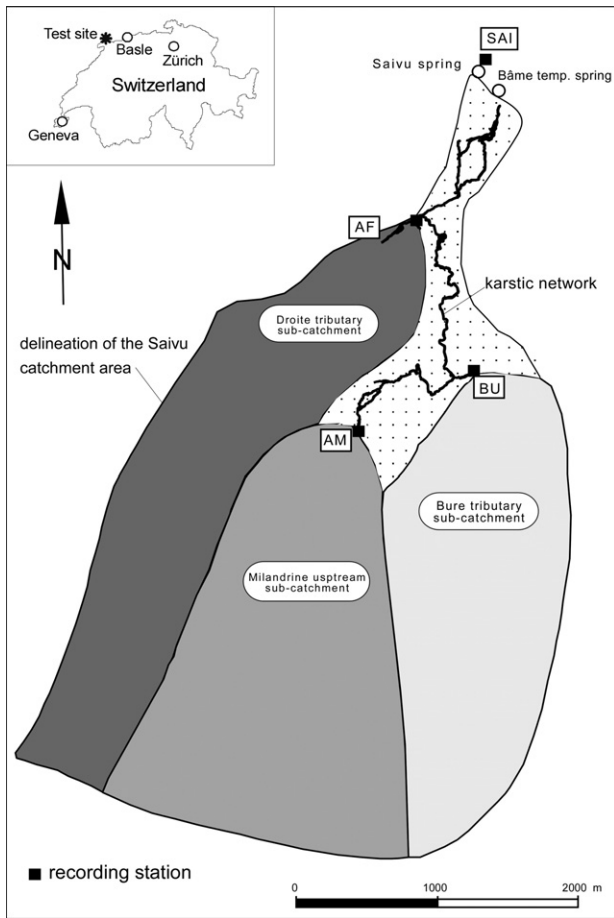 Test site
Basle
Zürich
Switzerland
Geneva
SAI
Saivu spring
Bâme temp. spring
N
AF
karstic network
Droite tributary
sub-catchment
delineation of the Saivu
catchment area
BU
AM
Bure tributary
sub-catchment
Milandrine usptream
sub-catchment
recording station
0 1000 2000 m